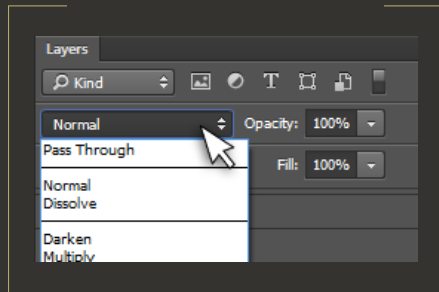 Layers
Kind
T
Normal
Opacity: 100%
Pass Through
Fill: 100%
Normal
Dissolve
Darken
Multiply